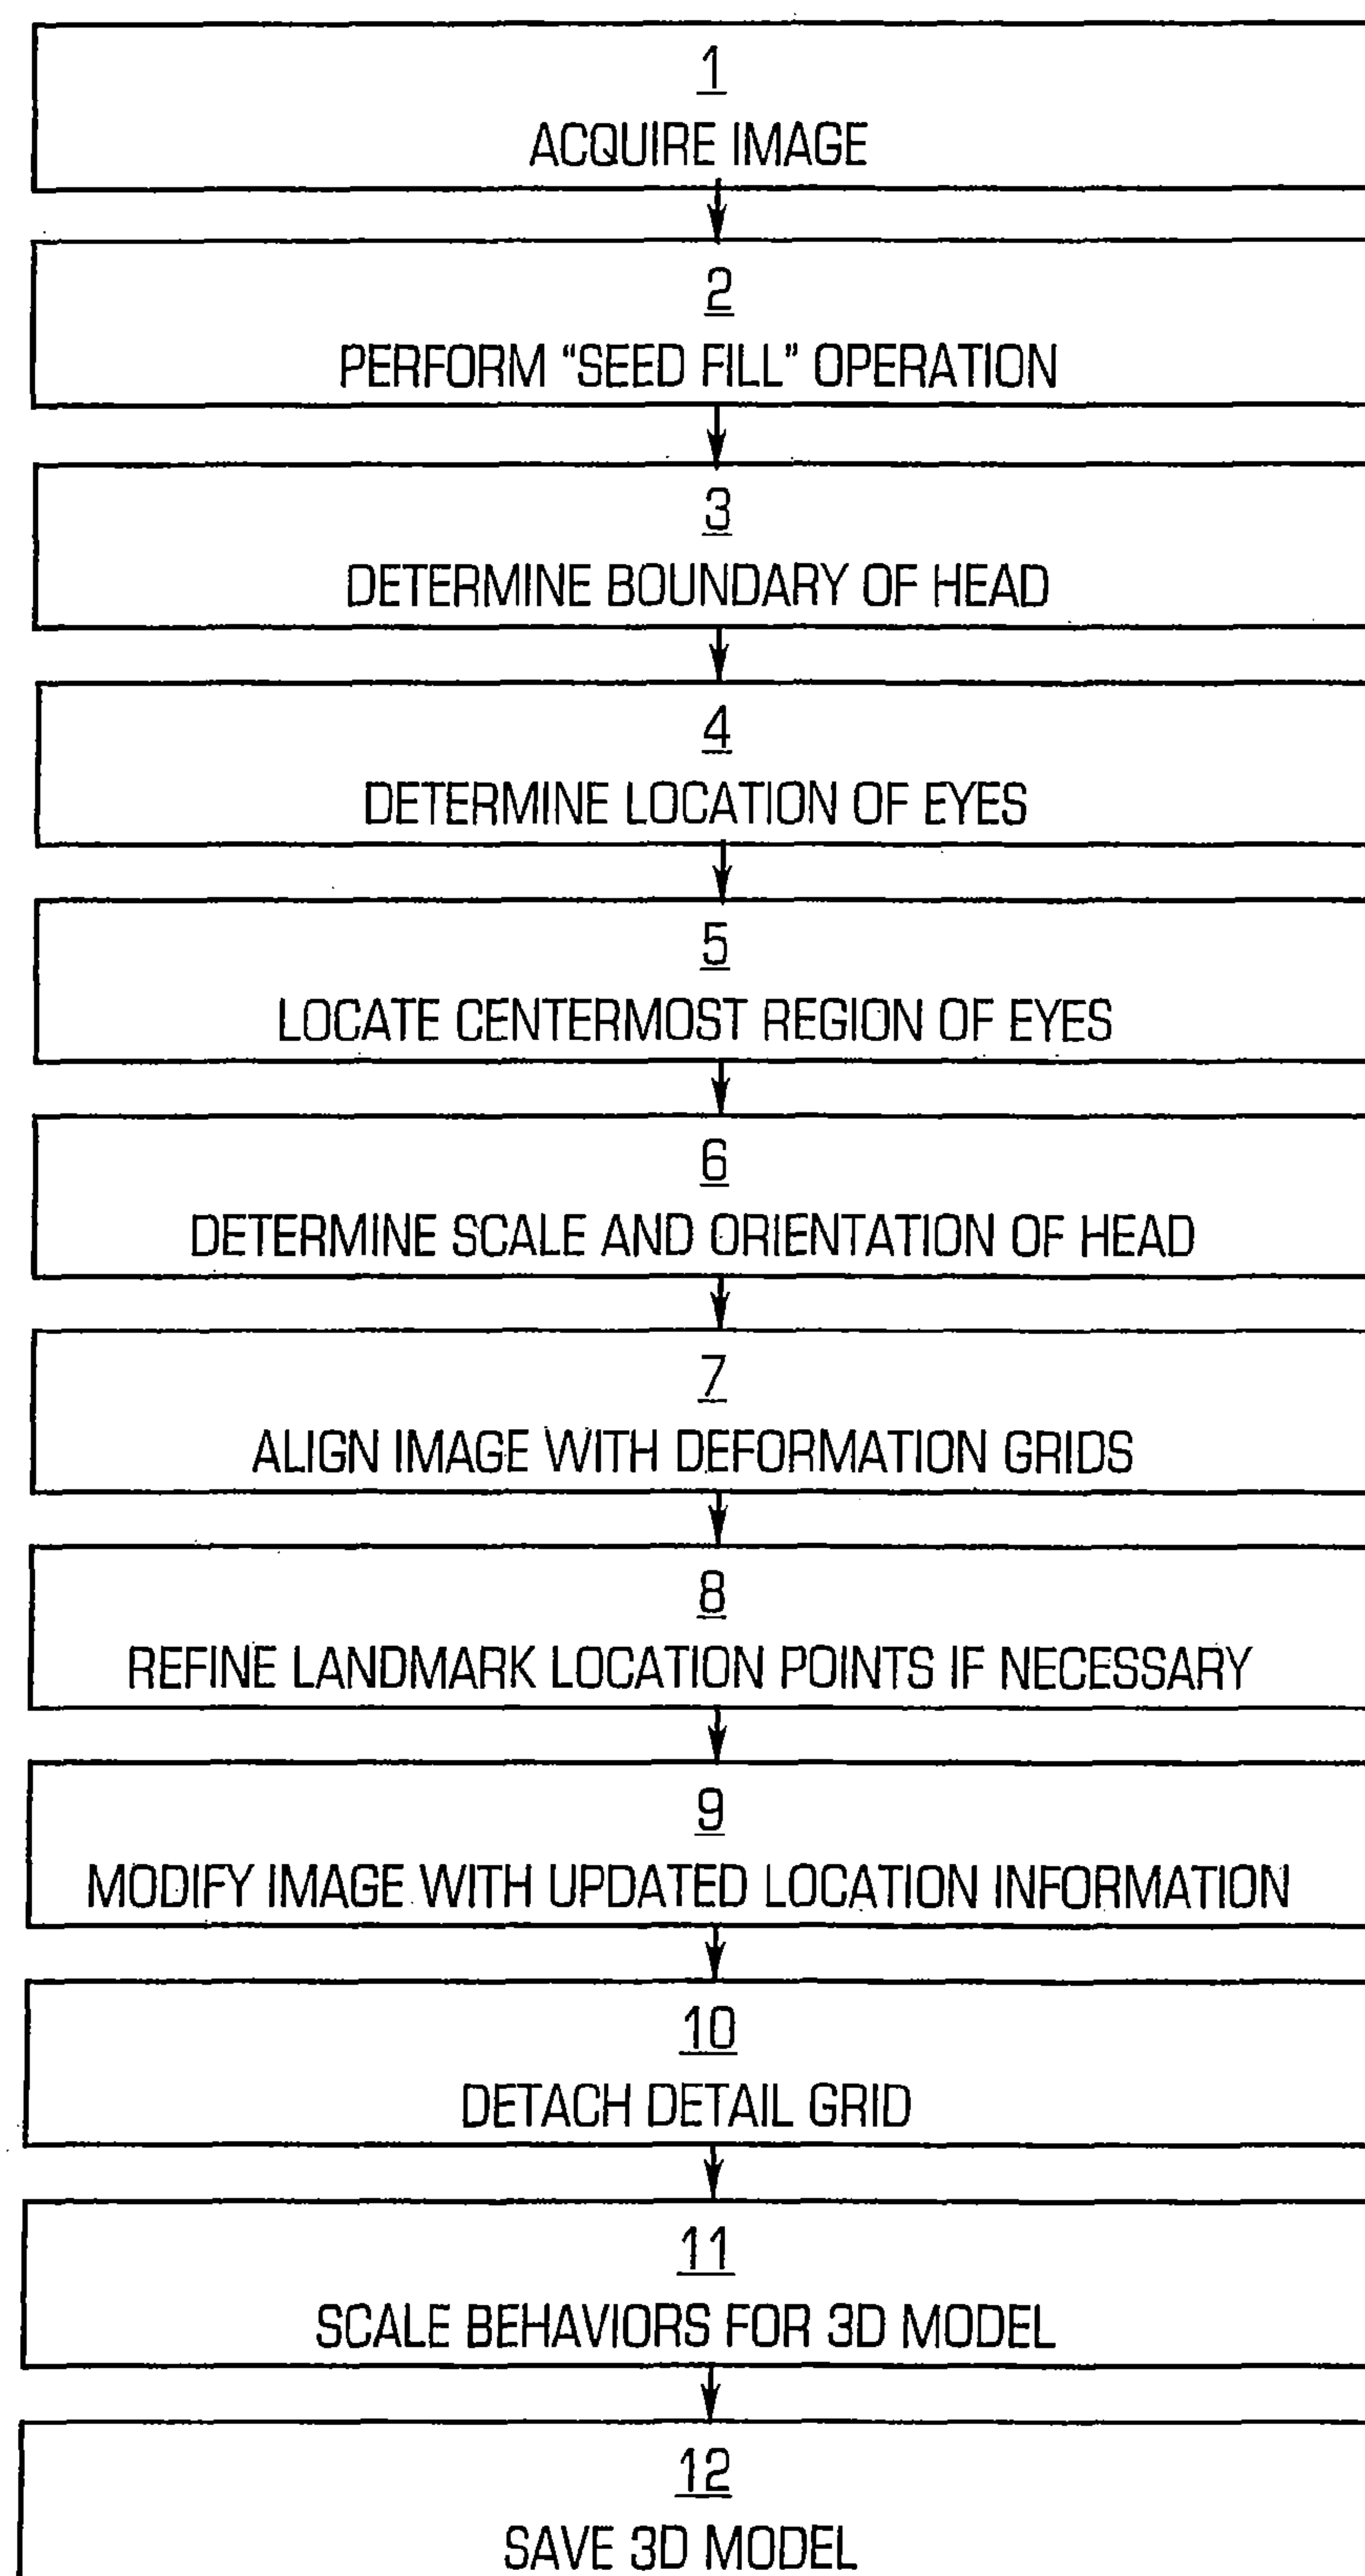 1
ACQUIRE IMAGE
2
PERFORM “SEED FILL” OPERATION
3
DETERMINE BOUNDARY OF HEAD
4
DETERMINE LOCATION OF EYES
5
LOCATE CENTERMOST REGION OF EYES
6
DETERMINE SCALE AND ORIENTATION OF HEAD
7
ALIGN IMAGE WITH DEFORMATION GRIDS
8
REFINE LANDMARK LOCATION POINTS IF NECESSARY
9
MODIFY IMAGE WITH UPDATED LOCATION INFORMATION
10
DETACH DETAIL GRID
11
SCALE BEHAVIORS FOR 3D MODEL
12
SAVE 3D MODEL